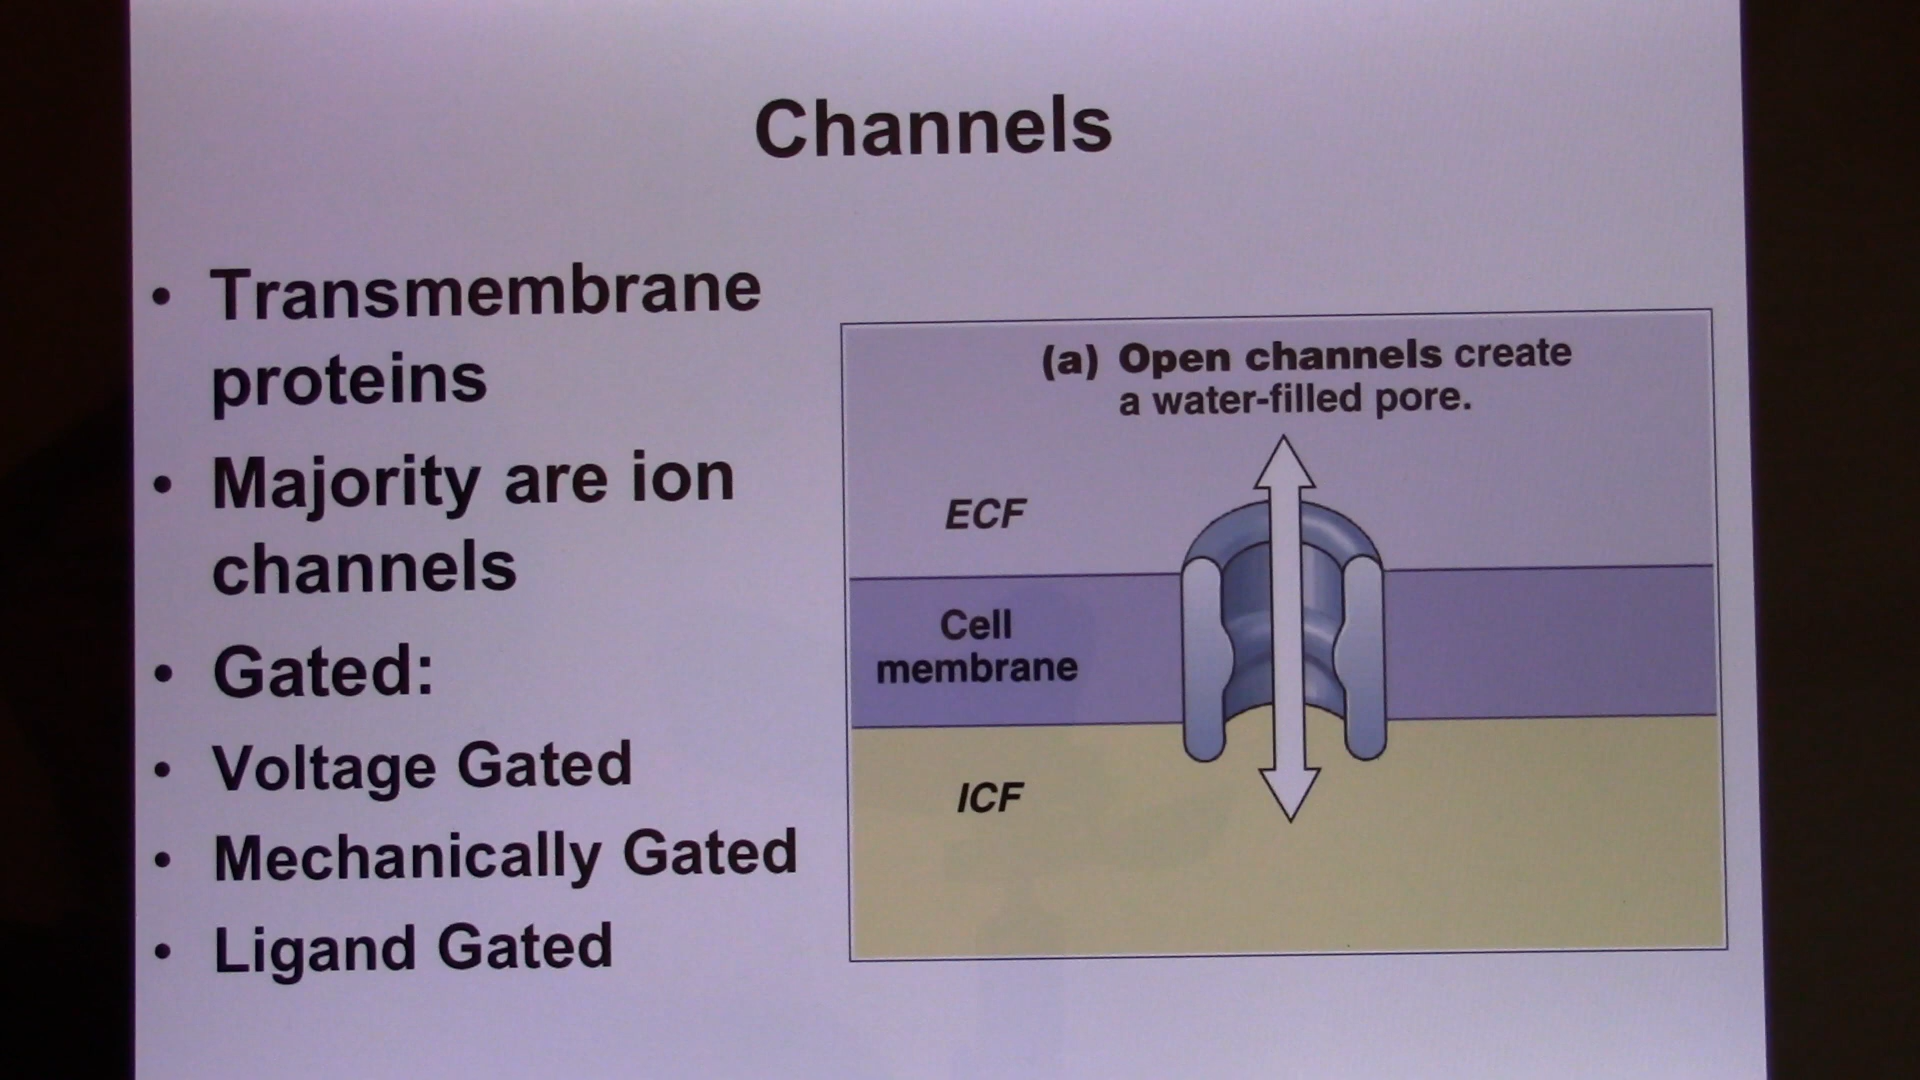 Channels
• Transmembrane
proteins
• Majority are ion
channels
• Gated:
• Voltage Gated
• Mechanically Gated
• Ligand Gated
(a) Open channels create
a water-filled pore.
ECF
Cell
membrane
ICF